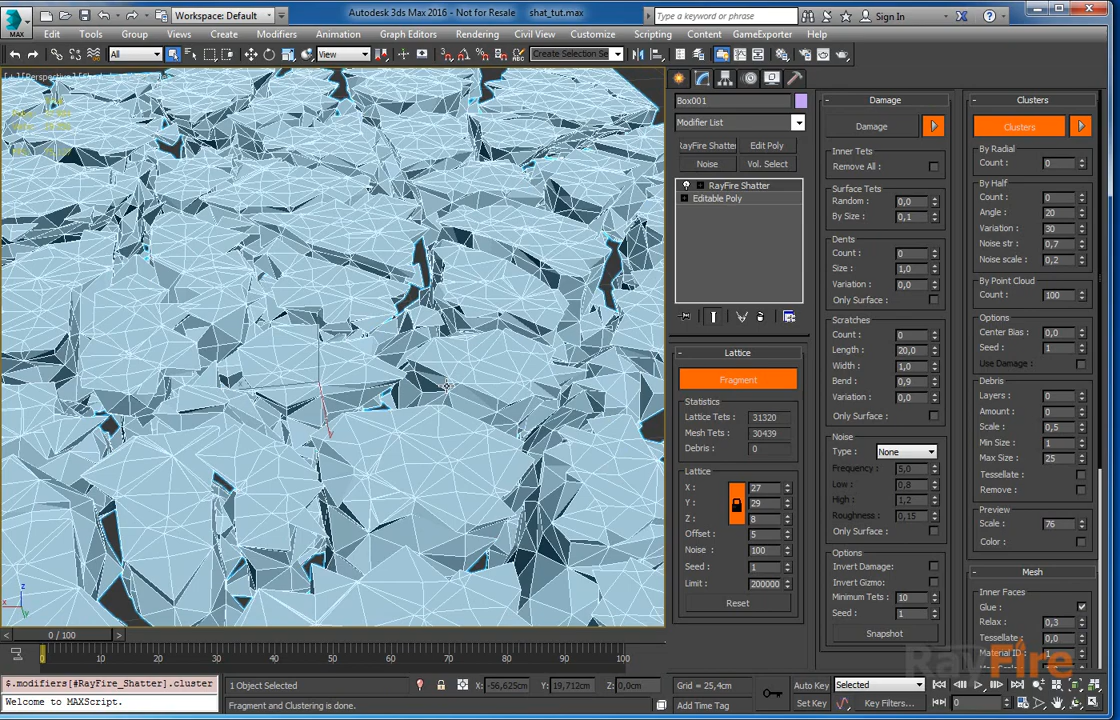 Autodesk 3ds Max 2016 - Not for Resale shat_tut.max
Workspace: Default
Type a keyword or phrase
Sign In
MAX
Edit Tools Group Views Create Modifiers Animation Graph Editors Rendering Civil View Customize Scripting Content GameExporter
All
View
Create Selection Se
Box001
Modifier List
RayFire Shatter Edit Poly
Noise Vol. Select
RayFire Shatter
Editable Poly
Lattice
Fragment
Statistics
Lattice Tets : 31320
Mesh Tets : 30439
Debris : 0
Lattice
X : 27
Y : 29
Z : 8
Offset : 5
Noise : 100
Seed : 1
Limit : 200000
Reset
Damage
Damage
Inner Tets
Remove All :
Surface Tets
Random : 0,0
By Size : 0,1
Dents
Count : 0
Size : 1,0
Variation : 0,0
Only Surface :
Scratches
Count : 0
Length : 20,0
Width : 1,0
Bend : 0,9
Variation : 0,0
Only Surface :
Noise
Type : None
Frequency : 5,0
Low : 0,8
High : 1,2
Roughness : 0,15
Only Surface :
Options
Invert Damage:
Invert Gizmo:
Minimum Tets : 10
Seed : 1
Snapshot
Clusters
Clusters
By Radial
Count : 0
By Half
Count : 0
Angle : 20
Variation : 30
Noise str : 0,7
Noise scale : 0,2
By Point Cloud
Count : 100
Options
Center Bias : 0,0
Seed : 1
Use Damage :
Debris
Layers : 0
Amount : 0
Scale : 0,5
Min Size : 1
Max Size : 25
Tessellate :
Remove :
Preview
Scale : 76
Color :
Mesh
Inner Faces
Glue :
Relax : 0,3
Tessellate : 0,0
Material ID : 1
RayFire
0 / 100
0 10 20 30 40 50 60 70 80 90 100
$.modifiers[#RayFire_Shatter].cluster
Welcome to MAXScript.
1 Object Selected
Fragment and Clustering is done.
X: -56,625cm Y: 19,712cm Z: 0,0cm
Grid = 25,4cm
Add Time Tag
Auto Key Selected
Set Key Key Filters...
0